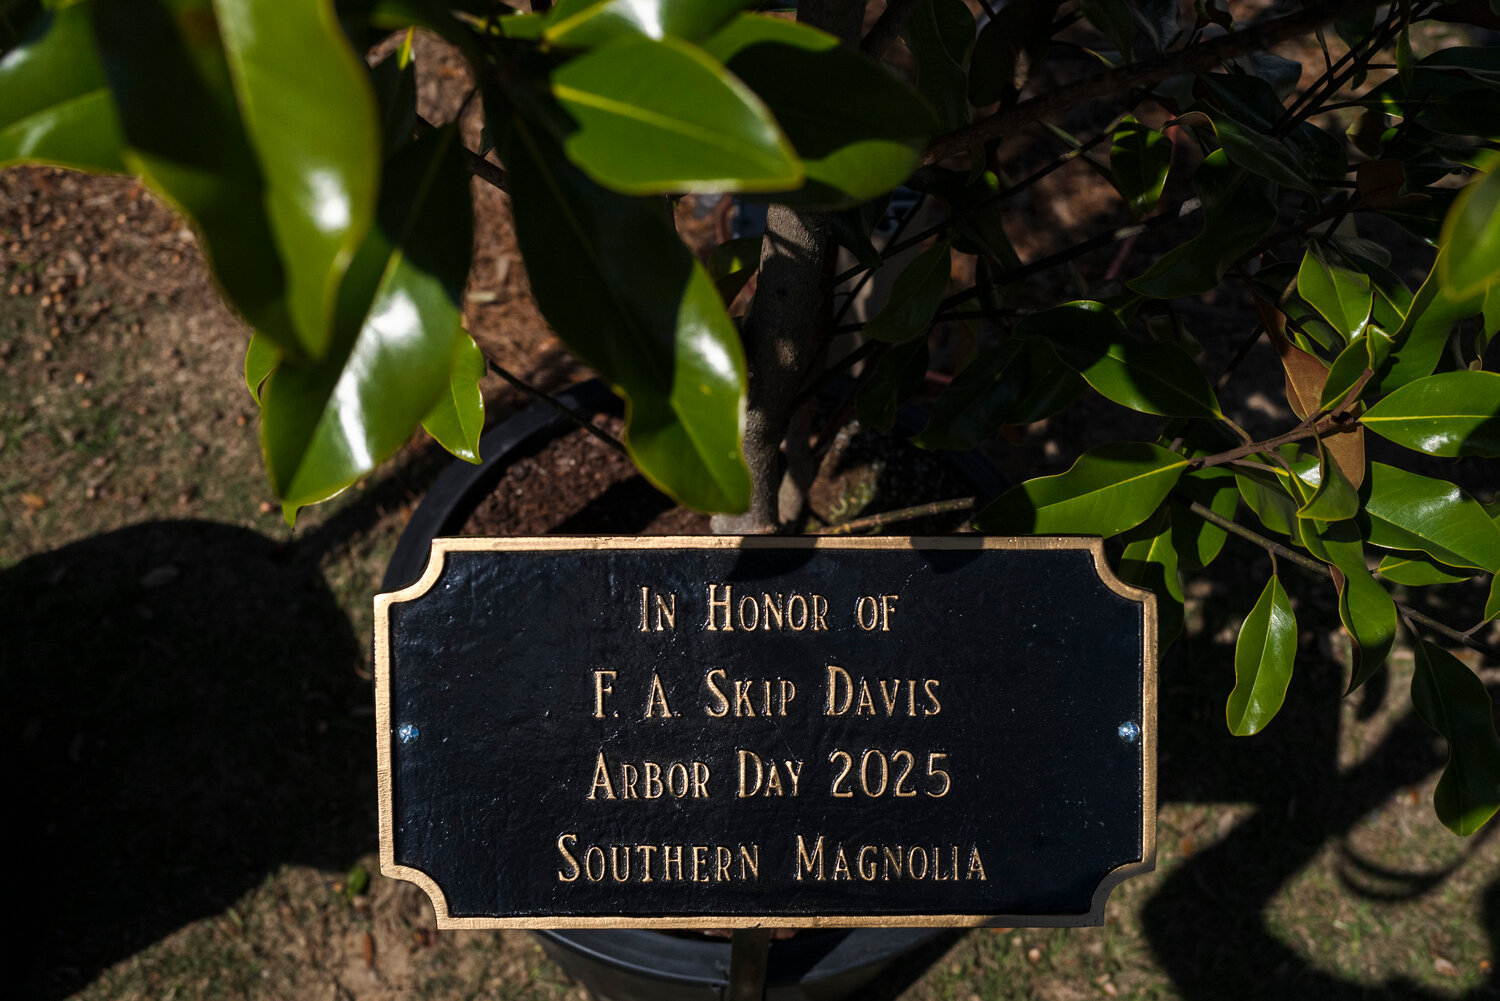 In Honor of
F. A. Skip Davis
Arbor Day 2025
Southern Magnolia